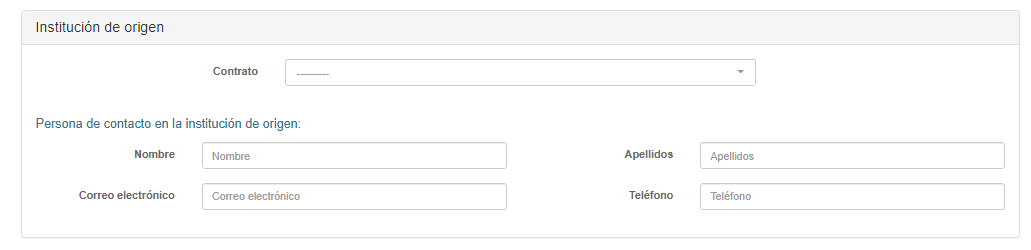 Institución de origen
Contrato ---------
Persona de contacto en la institución de origen:
Nombre Nombre Apellidos Apellidos
Correo electrónico Correo electrónico Teléfono Teléfono